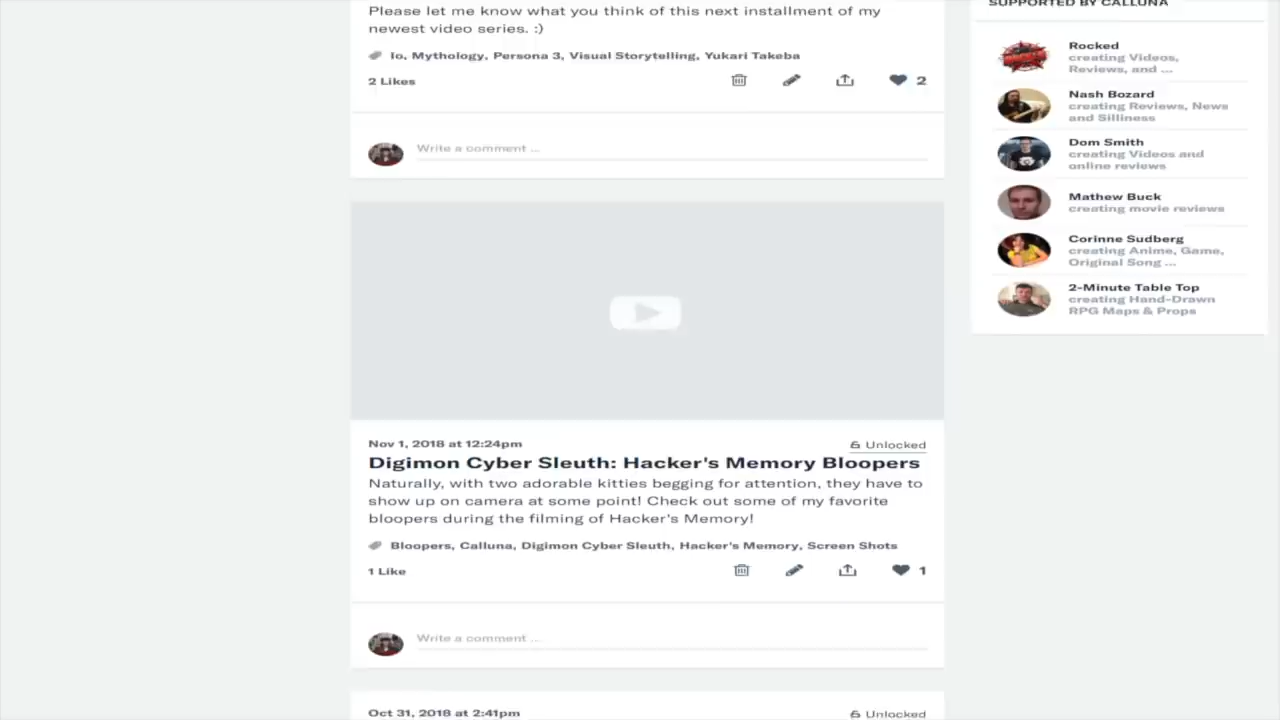 Please let me know what you think of this next installment of my
newest video series. :)
Io, Mythology, Persona 3, Visual Storytelling, Yukari Takeba
2 Likes
2
Write a comment ...
Nov 1, 2018 at 12:24pm
Unlocked
Digimon Cyber Sleuth: Hacker's Memory Bloopers
Naturally, with two adorable kitties begging for attention, they have to
show up on camera at some point! Check out some of my favorite
bloopers during the filming of Hacker's Memory!
Bloopers, Calluna, Digimon Cyber Sleuth, Hacker's Memory, Screen Shots
1 Like
1
Write a comment ...
Oct 31, 2018 at 2:41pm
Unlocked
SUPPORTED BY CALLUNA
Rocked
creating Videos,
Reviews, and ...
Nash Bozard
creating Reviews, News
and Silliness
Dom Smith
creating Videos and
online reviews
Mathew Buck
creating movie reviews
Corinne Sudberg
creating Anime, Game,
Original Song ...
2-Minute Table Top
creating Hand-Drawn
RPG Maps & Props